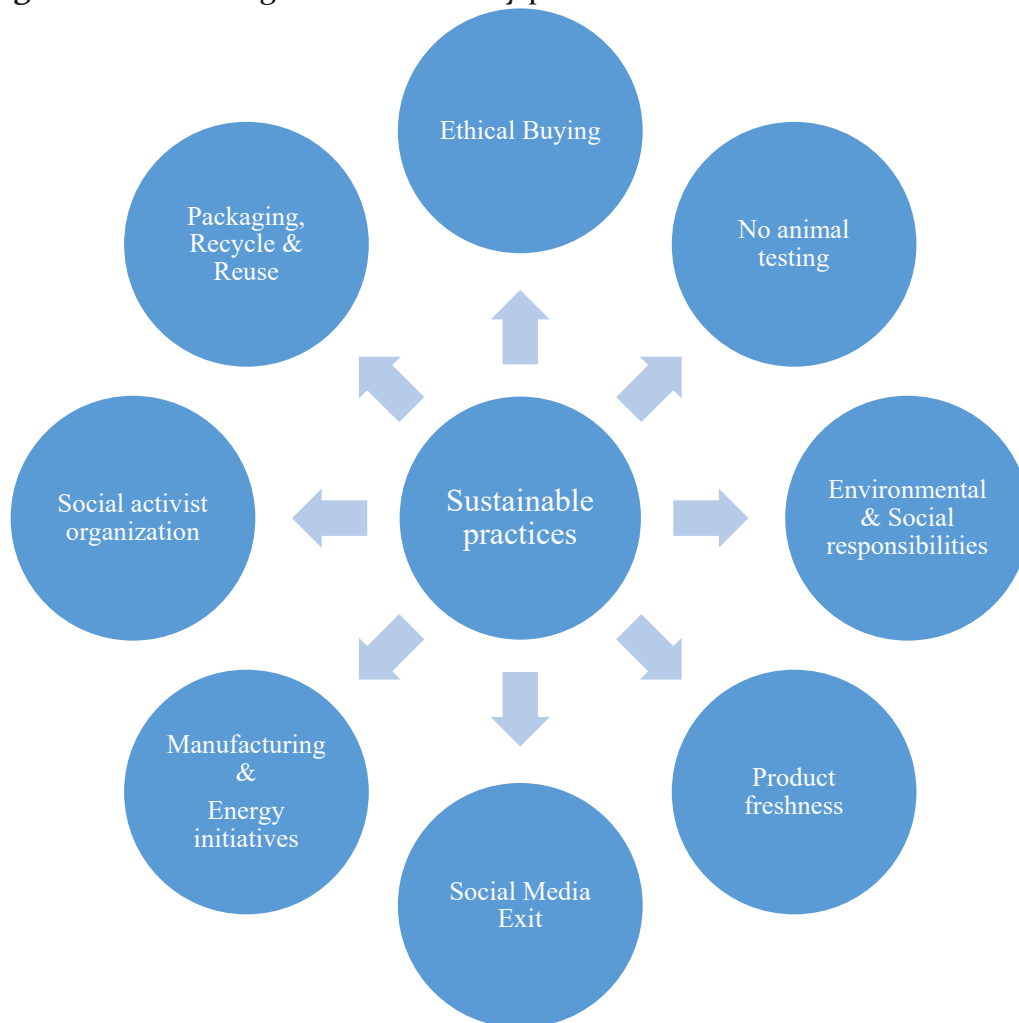 Ethical Buying
No animal
testing
Environmental
& Social
responsibilities
Product
freshness
Social Media
Exit
Manufacturing
&
Energy
initiatives
Social activist
organization
Packaging,
Recycle &
Reuse
Sustainable
practices